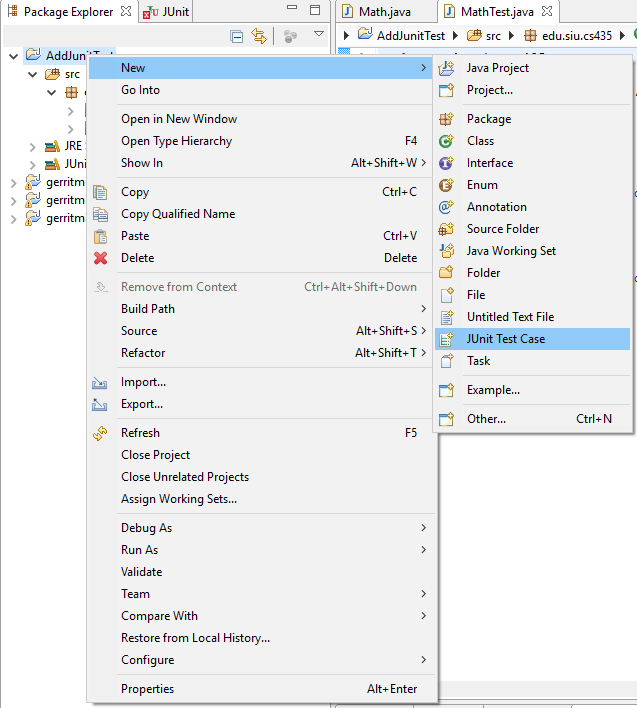 Package Explorer
JUnit
Math.java
MathTest.java
AddJunitTest
src
edu.siu.cs435
AddJunitTest
src
JRE
JUni
gerritm
gerritm
gerritm
New
Go Into
Open in New Window
Open Type Hierarchy F4
Show In Alt+Shift+W
Copy Ctrl+C
Copy Qualified Name
Paste Ctrl+V
Delete Delete
Remove from Context Ctrl+Alt+Shift+Down
Build Path
Source Alt+Shift+S
Refactor Alt+Shift+T
Import...
Export...
Refresh F5
Close Project
Close Unrelated Projects
Assign Working Sets...
Debug As
Run As
Validate
Team
Compare With
Restore from Local History...
Configure
Properties Alt+Enter
Java Project
Project...
Package
Class
Interface
Enum
Annotation
Source Folder
Java Working Set
Folder
File
Untitled Text File
JUnit Test Case
Task
Example...
Other... Ctrl+N